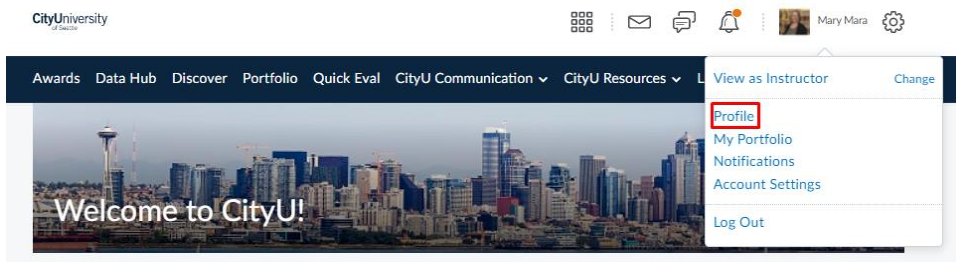 CityUniversity
of Seattle
Mary Mara
Awards Data Hub Discover Portfolio Quick Eval CityU Communication CityU Resources L
View as Instructor Change
Profile
My Portfolio
Notifications
Account Settings
Log Out
Welcome to CityU!